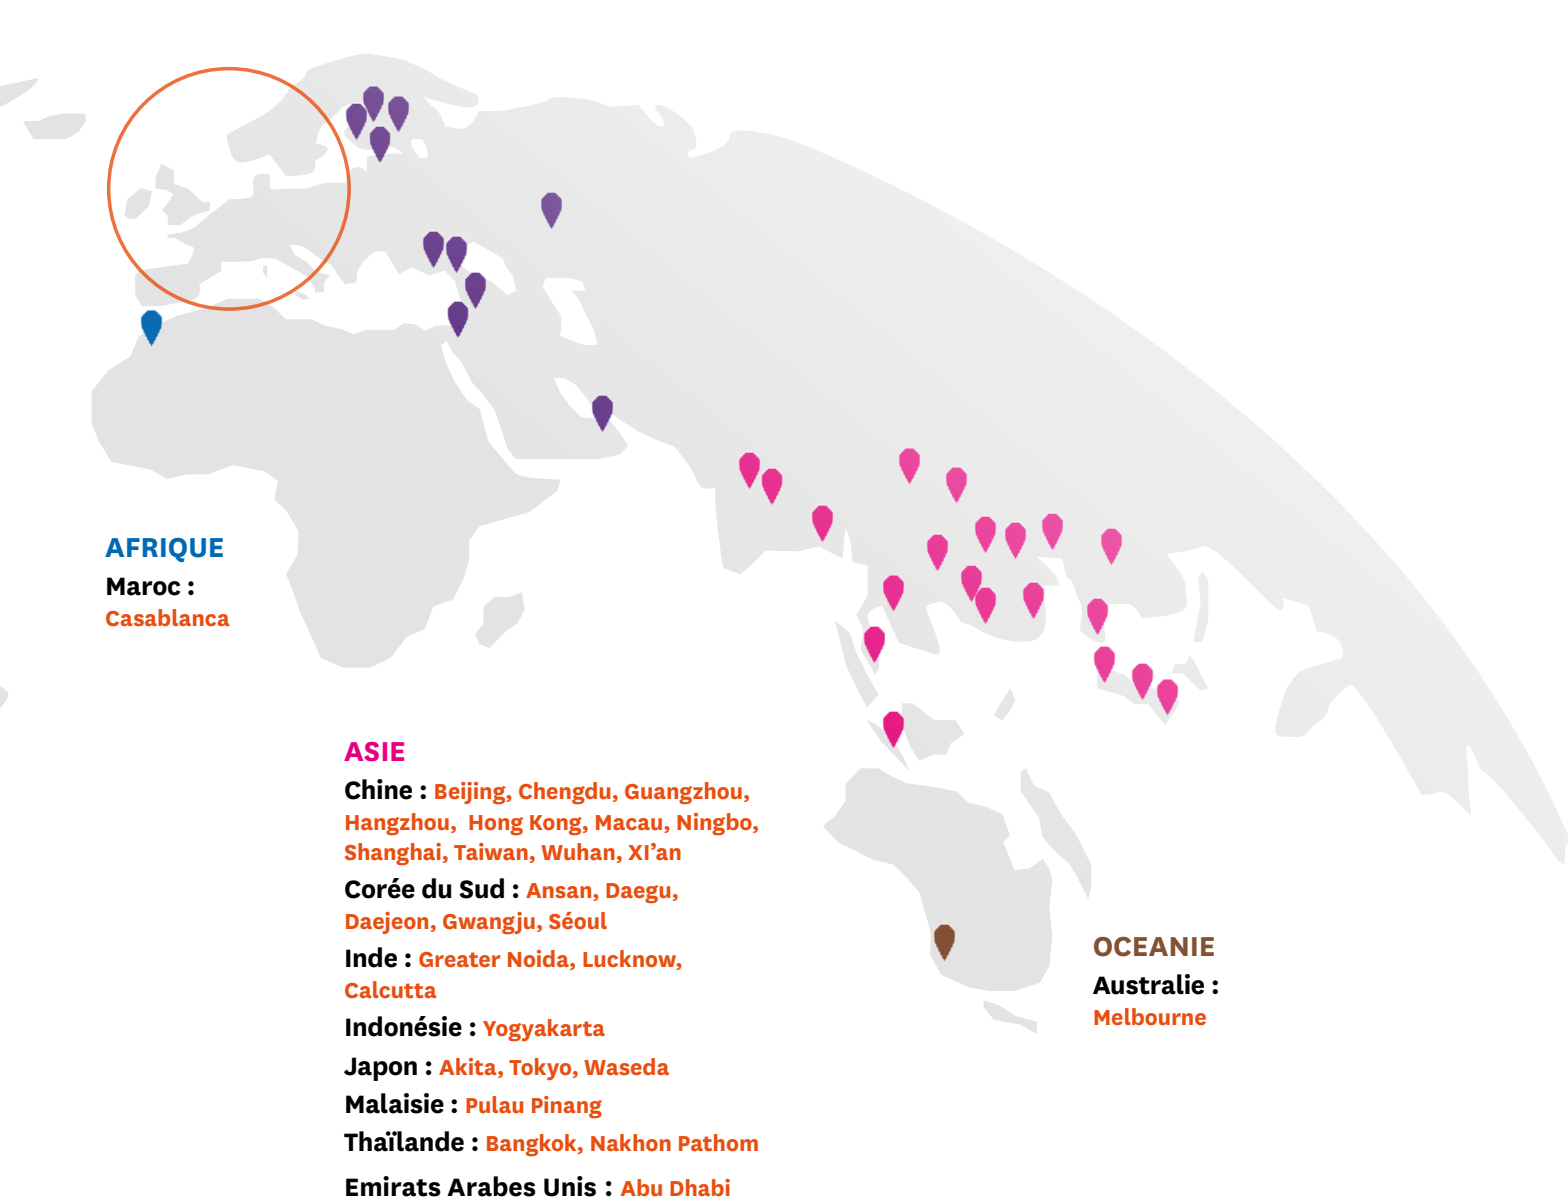 AFRIQUE
Maroc :
Casablanca
ASIE
Chine : Beijing, Chengdu, Guangzhou,
Hangzhou, Hong Kong, Macau, Ningbo,
Shanghai, Taiwan, Wuhan, XI’an
Corée du Sud : Ansan, Daegu,
Daejeon, Gwangju, Séoul
Inde : Greater Noida, Lucknow,
Calcutta
Indonésie : Yogyakarta
Japon : Akita, Tokyo, Waseda
Malaisie : Pulau Pinang
Thaïlande : Bangkok, Nakhon Pathom
Emirats Arabes Unis : Abu Dhabi
OCEANIE
Australie :
Melbourne